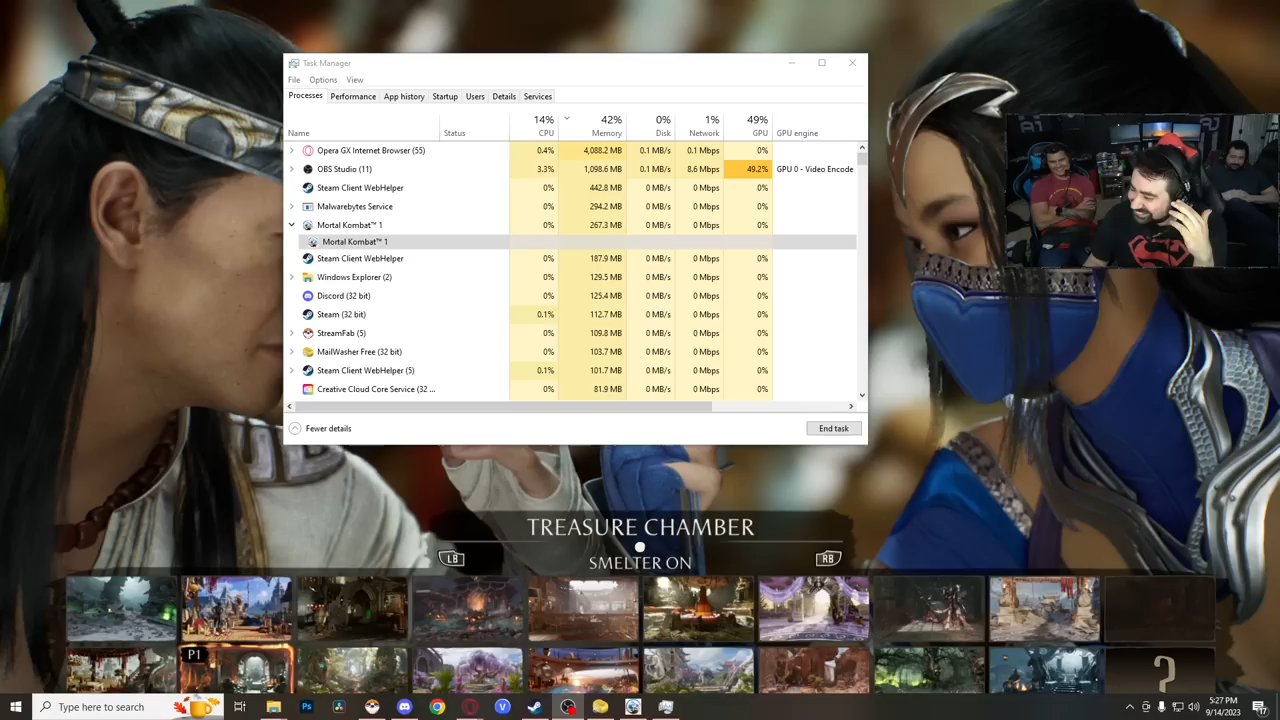 Task Manager
File Options View
Processes Performance App history Startup Users Details Services
14% 42% 0% 1% 49%
Name Status CPU Memory Disk Network GPU GPU engine
Opera GX Internet Browser (55) 0.4% 4,088.2 MB 0.1 MB/s 0.1 Mbps 0%
OBS Studio (11) 3.3% 1,098.6 MB 0.1 MB/s 8.6 Mbps 49.2% GPU 0 - Video Encode
Steam Client WebHelper 0% 442.8 MB 0 MB/s 0 Mbps 0%
Malwarebytes Service 0% 294.2 MB 0 MB/s 0 Mbps 0%
Mortal Kombat™ 1 0% 267.3 MB 0 MB/s 0 Mbps 0%
Mortal Kombat™ 1
Steam Client WebHelper 0% 187.9 MB 0 MB/s 0 Mbps 0%
Windows Explorer (2) 0% 129.5 MB 0 MB/s 0 Mbps 0%
Discord (32 bit) 0% 125.4 MB 0 MB/s 0 Mbps 0%
Steam (32 bit) 0.1% 112.7 MB 0 MB/s 0 Mbps 0%
StreamFab (5) 0% 109.8 MB 0 MB/s 0 Mbps 0%
MailWasher Free (32 bit) 0% 103.7 MB 0 MB/s 0 Mbps 0%
Steam Client WebHelper (5) 0.1% 101.7 MB 0 MB/s 0 Mbps 0%
Creative Cloud Core Service (32 ... 0% 81.9 MB 0 MB/s 0 Mbps 0%
Fewer details End task
TREASURE CHAMBER
LB RB
SMELTER ON
P1
?
Type here to search
5:27 PM
9/14/2023
17